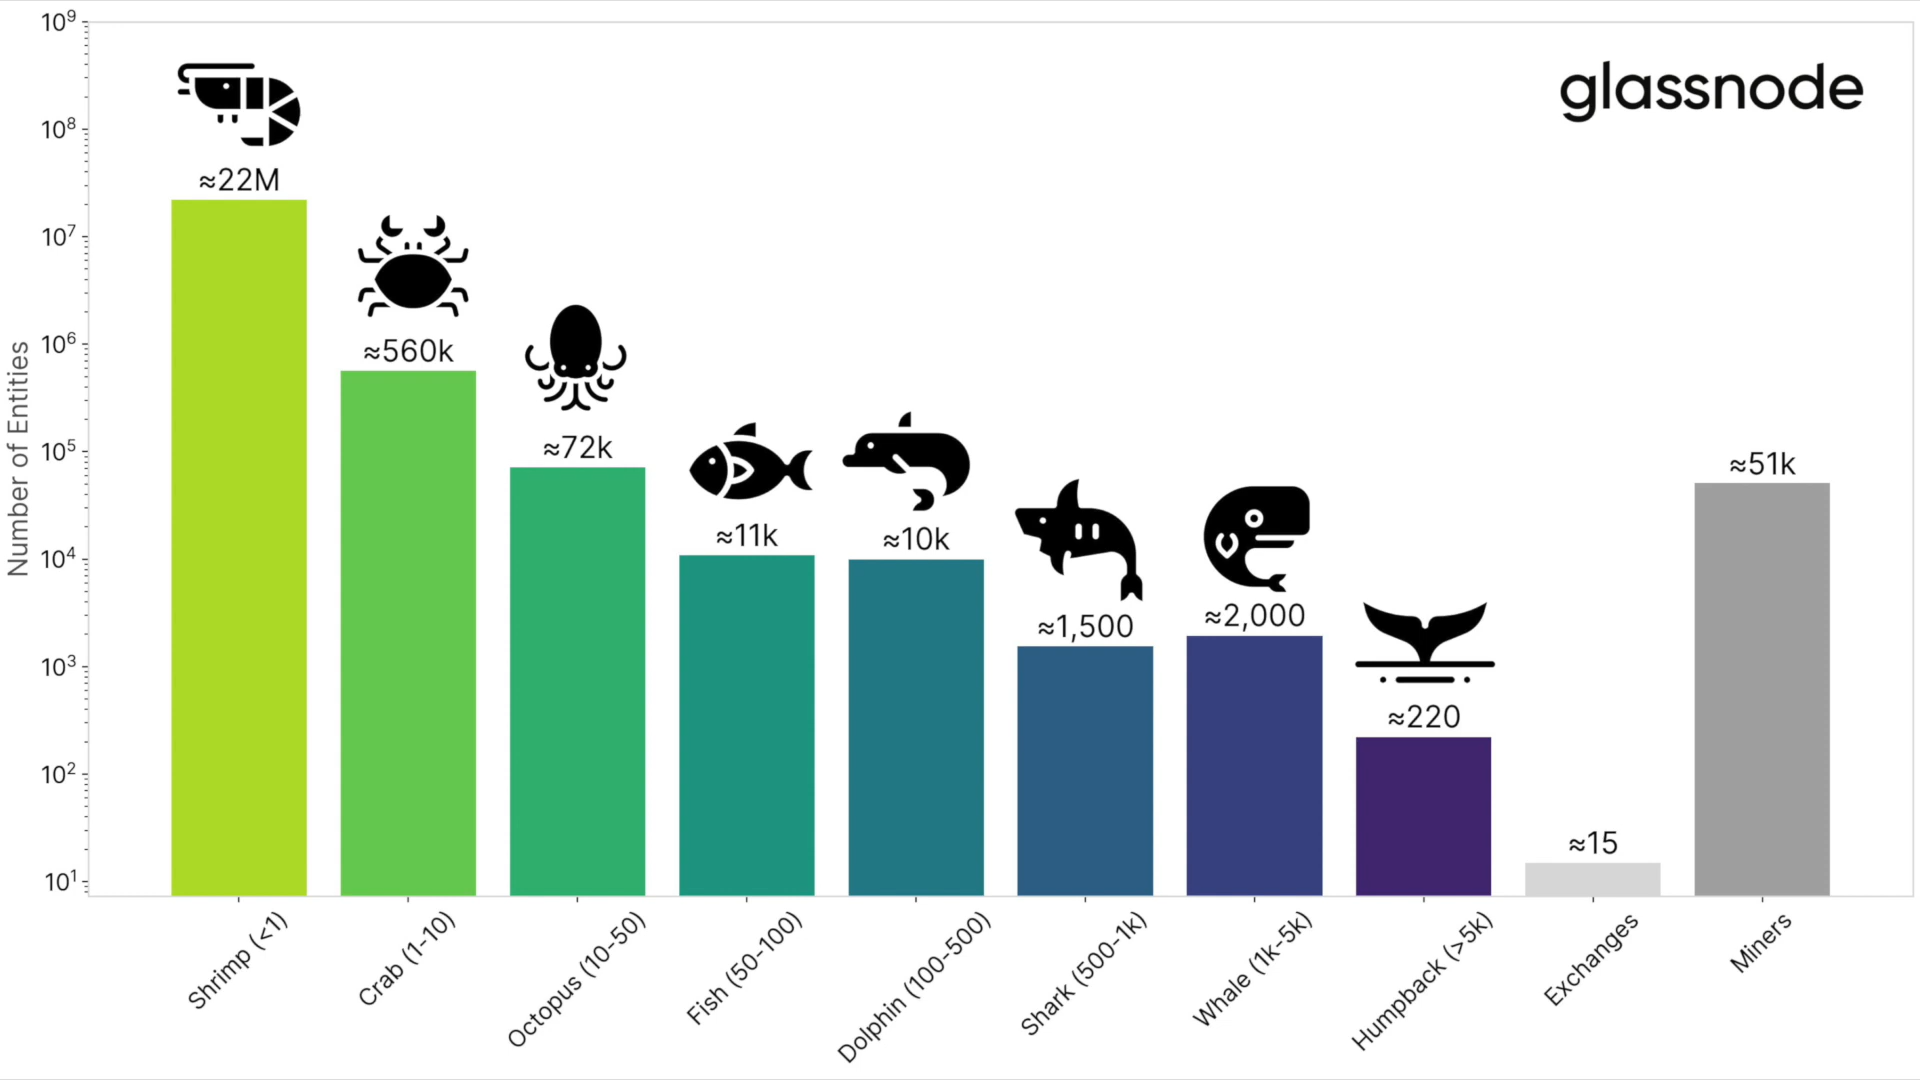 glassnode
Number of Entities
10⁹
10⁸
10⁷
10⁶
10⁵
10⁴
10³
10²
10¹
≈22M
≈560k
≈72k
≈11k
≈10k
≈1,500
≈2,000
≈220
≈15
≈51k
Shrimp (<1)
Crab (1-10)
Octopus (10-50)
Fish (50-100)
Dolphin (100-500)
Shark (500-1k)
Whale (1k-5k)
Humpback (>5k)
Exchanges
Miners